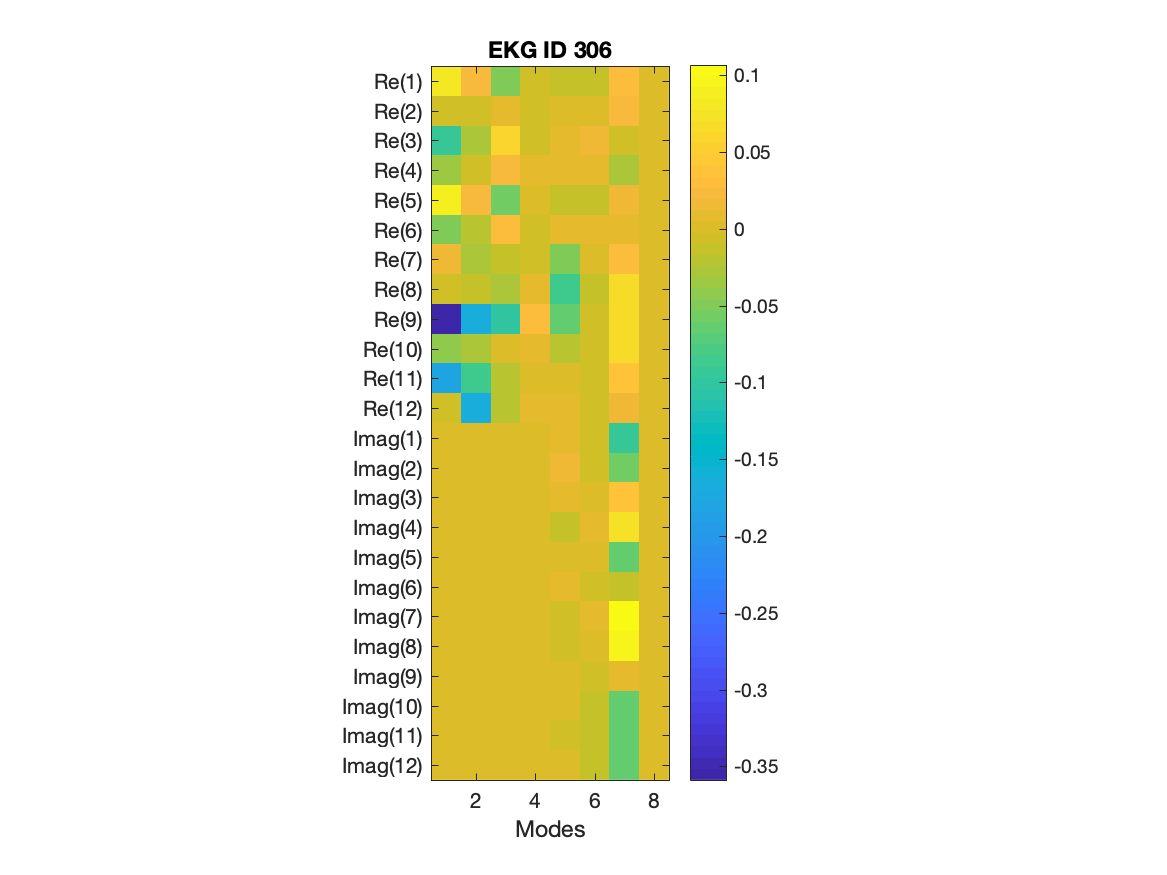 EKG ID 306
Re(1)
Re(2)
Re(3)
Re(4)
Re(5)
Re(6)
Re(7)
Re(8)
Re(9)
Re(10)
Re(11)
Re(12)
Imag(1)
Imag(2)
Imag(3)
Imag(4)
Imag(5)
Imag(6)
Imag(7)
Imag(8)
Imag(9)
Imag(10)
Imag(11)
Imag(12)
2 4 6 8
Modes
0.1
0.05
0
-0.05
-0.1
-0.15
-0.2
-0.25
-0.3
-0.35